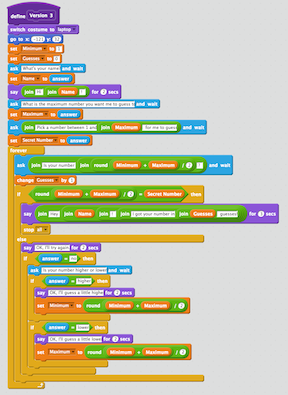 define Version 3
switch costume to laptop
go to x: -123 y: 32
set Minimum to 1
set Guesses to 0
ask What's your name and wait
set Name to answer
say join Hi, join Name ! for 2 secs
ask What is the maximum number you want me to guess to and wait
set Maximum to answer
ask join Pick a number between 1 and join Maximum for me to guess and wait
set Secret Number to answer
forever
ask join Is your number join round Minimum + Maximum / 2 ? and wait
change Guesses by 1
if round Minimum + Maximum / 2 = Secret Number then
say join Hey join Name join I got your number in join Guesses guesses! for 3 secs
stop all
else
say OK, I'll try again for 2 secs
if answer = no then
ask Is your number higher or lower and wait
if answer = higher then
say OK, I'll guess a little higher for 2 secs
set Minimum to round Minimum + Maximum / 2
if answer = lower then
say OK, I'll guess a little lower for 3 secs
set Maximum to round Minimum + Maximum / 2